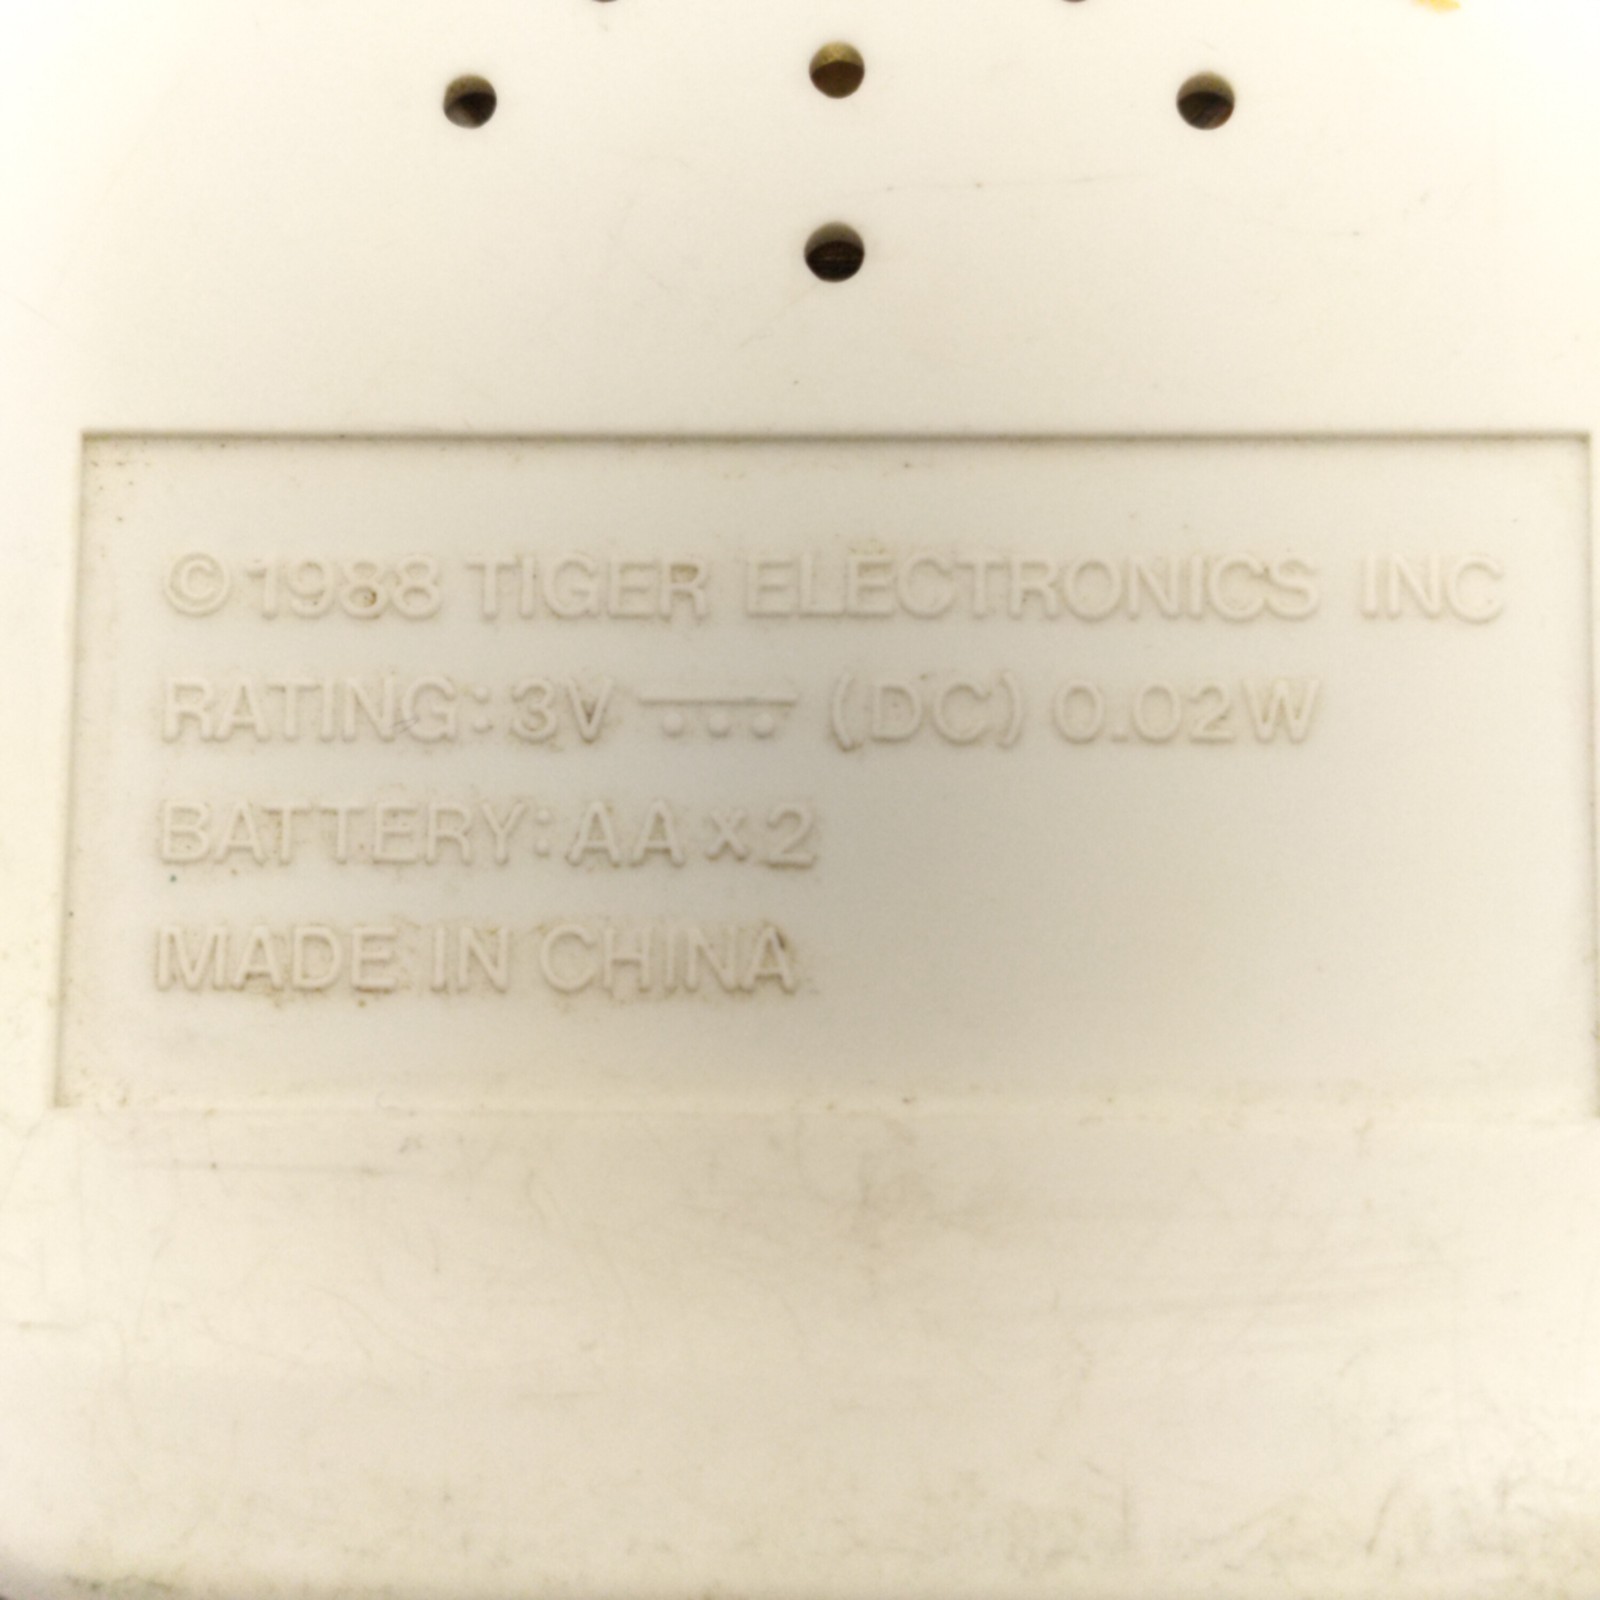 ©1988 TIGER ELECTRONICS INC
RATING: 3V ⎓ (DC) 0.02W
BATTERY: AA x 2
MADE IN CHINA